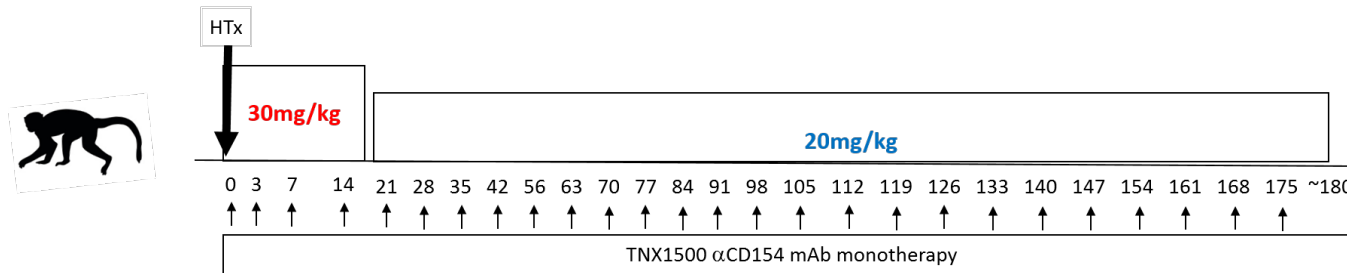 HTx
30mg/kg
20mg/kg
0 3 7 14 21 28 35 42 56 63 70 77 84 91 98 105 112 119 126 133 140 147 154 161 168 175 ~180
TNX1500 αCD154 mAb monotherapy